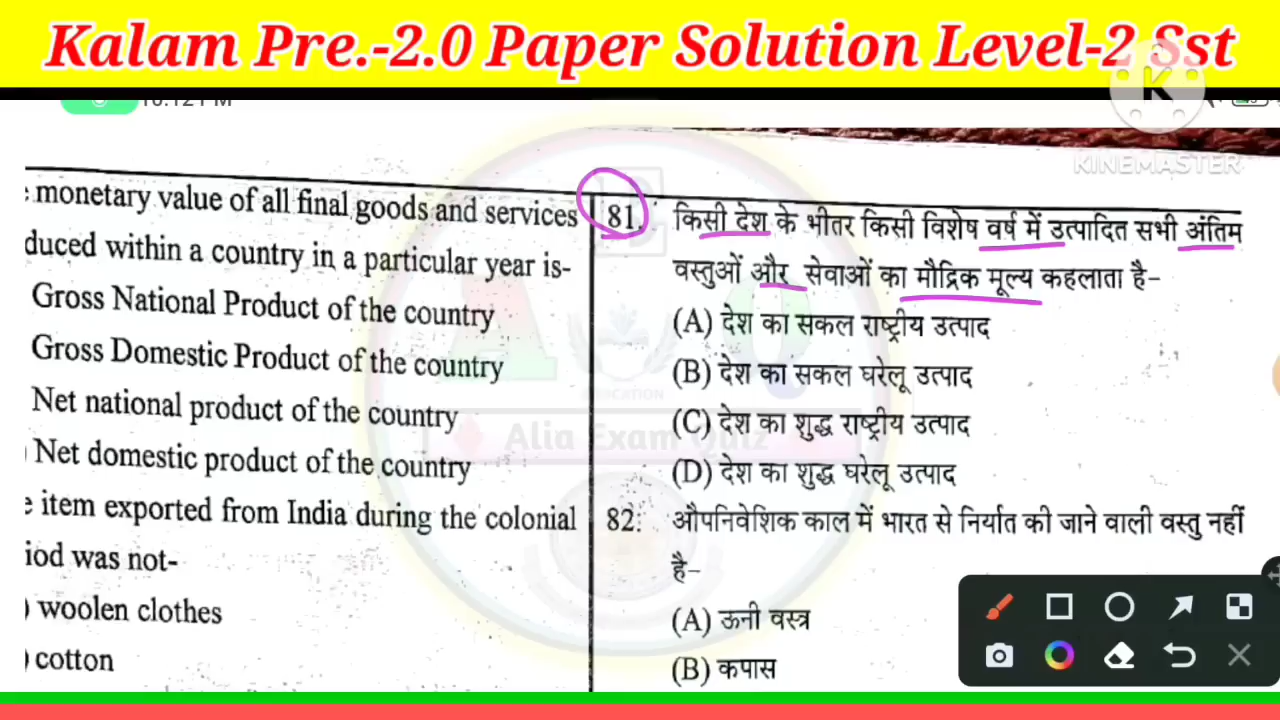 Kalam Pre.-2.0 Paper Solution Level-2 Sst
KINEMASTER
monetary value of all final goods and services
duced within a country in a particular year is-
Gross National Product of the country
Gross Domestic Product of the country
Net national product of the country
Net domestic product of the country
item exported from India during the colonial
iod was not-
) woolen clothes
) cotton
81. किसी देश के भीतर किसी विशेष वर्ष में उत्पादित सभी अंतिम
वस्तुओं और सेवाओं का मौद्रिक मूल्य कहलाता है-
(A) देश का सकल राष्ट्रीय उत्पाद
(B) देश का सकल घरेलू उत्पाद
(C) देश का शुद्ध राष्ट्रीय उत्पाद
(D) देश का शुद्ध घरेलू उत्पाद
82. औपनिवेशिक काल में भारत से निर्यात की जाने वाली वस्तु नहीं
है-
(A) ऊनी वस्त्र
(B) कपास
Alia Exam Quiz